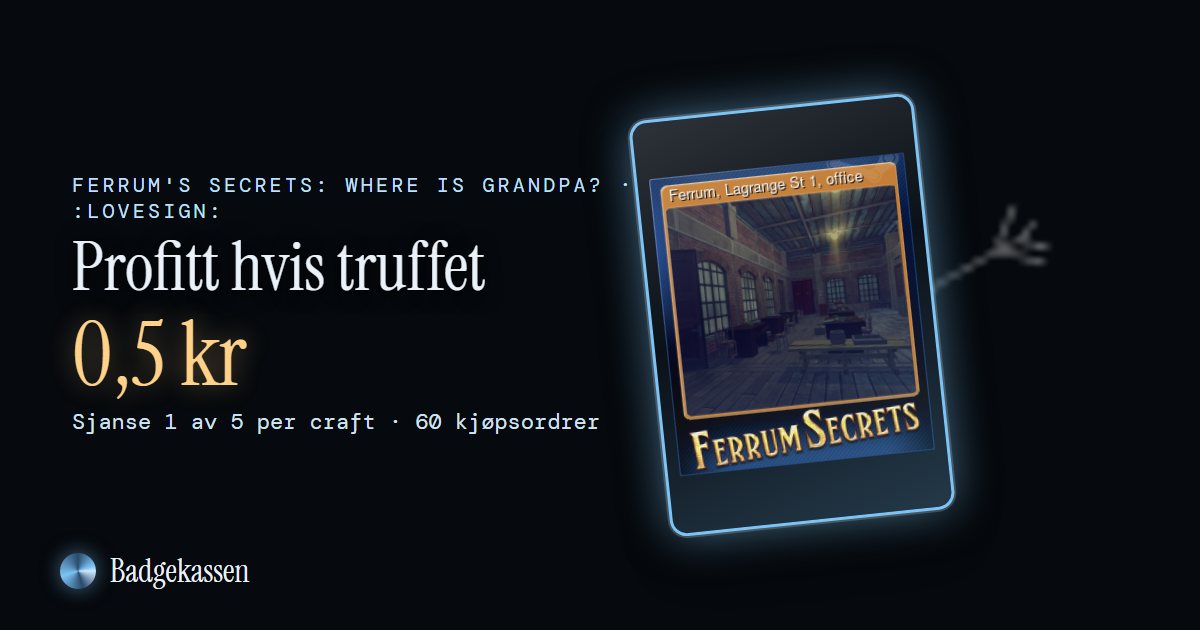 FERRUM'S SECRETS: WHERE IS GRANDPA? ·
:LOVESIGN:
Profitt hvis truffet
0,5 kr
Sjanse 1 av 5 per craft · 60 kjøpsordrer
Badgekassen
Ferrum, Lagrange St 1, office
FERRUM SECRETS